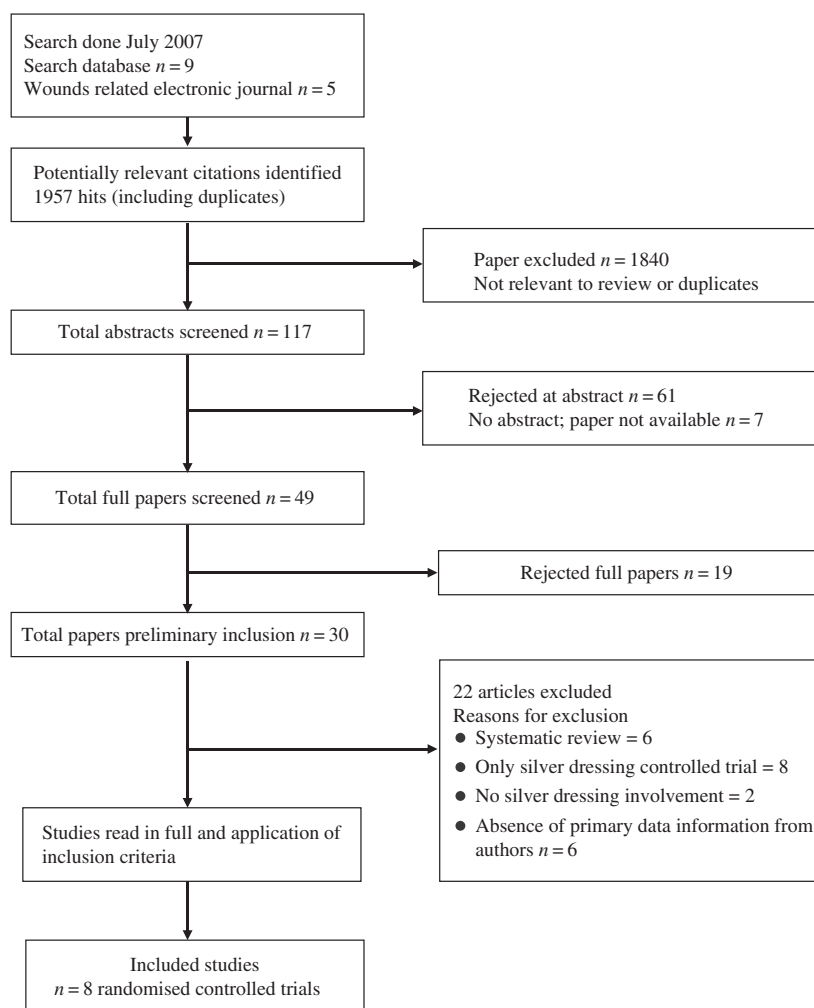 Search done July 2007
Search database n = 9
Wounds related electronic journal n = 5
Potentially relevant citations identified
1957 hits (including duplicates)
Paper excluded n = 1840
Not relevant to review or duplicates
Total abstracts screened n = 117
Rejected at abstract n = 61
No abstract; paper not available n = 7
Total full papers screened n = 49
Rejected full papers n = 19
Total papers preliminary inclusion n = 30
22 articles excluded
Reasons for exclusion
● Systematic review = 6
● Only silver dressing controlled trial = 8
● No silver dressing involvement = 2
● Absence of primary data information from
authors n = 6
Studies read in full and application of
inclusion criteria
Included studies
n = 8 randomised controlled trials